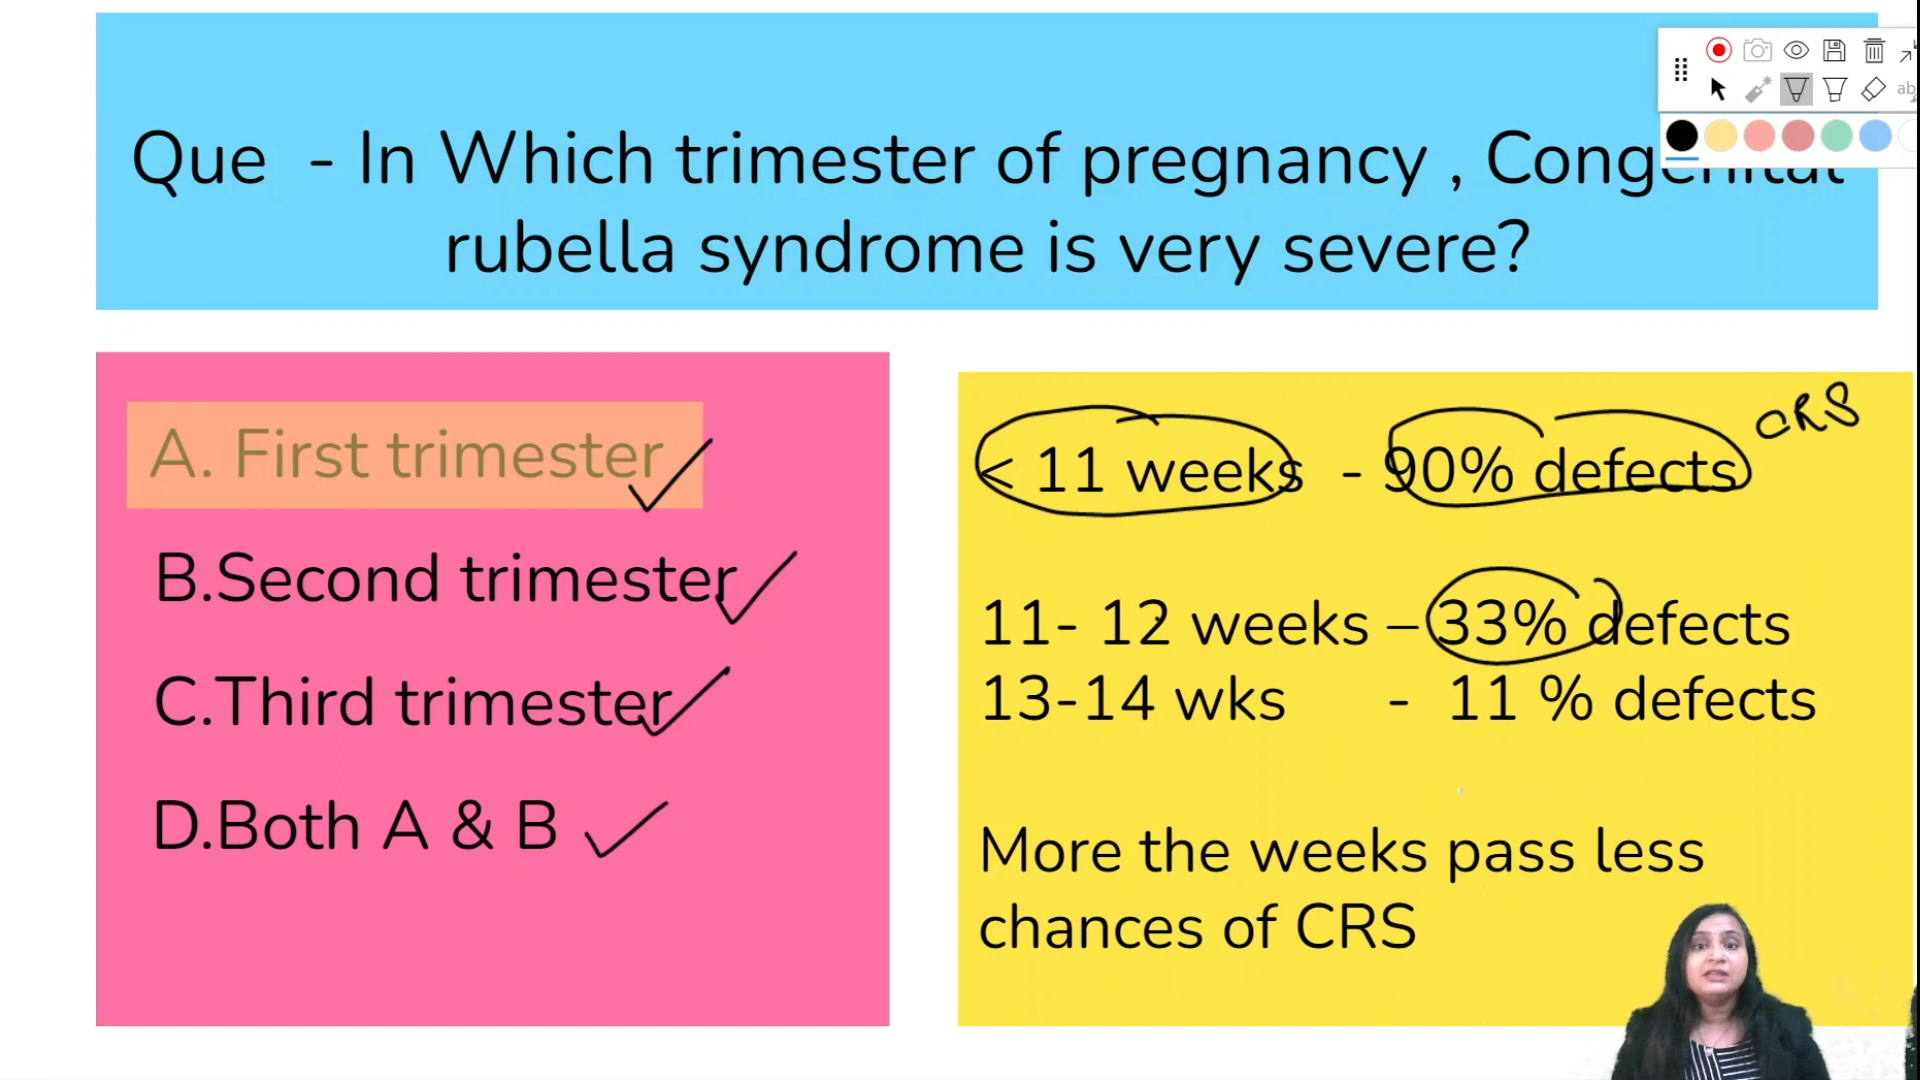 Que - In Which trimester of pregnancy , Congenital
rubella syndrome is very severe?
A. First trimester
B.Second trimester
C.Third trimester
D.Both A & B
CRS
< 11 weeks - 90% defects
11- 12 weeks – 33% defects
13-14 wks - 11 % defects
More the weeks pass less
chances of CRS
ab